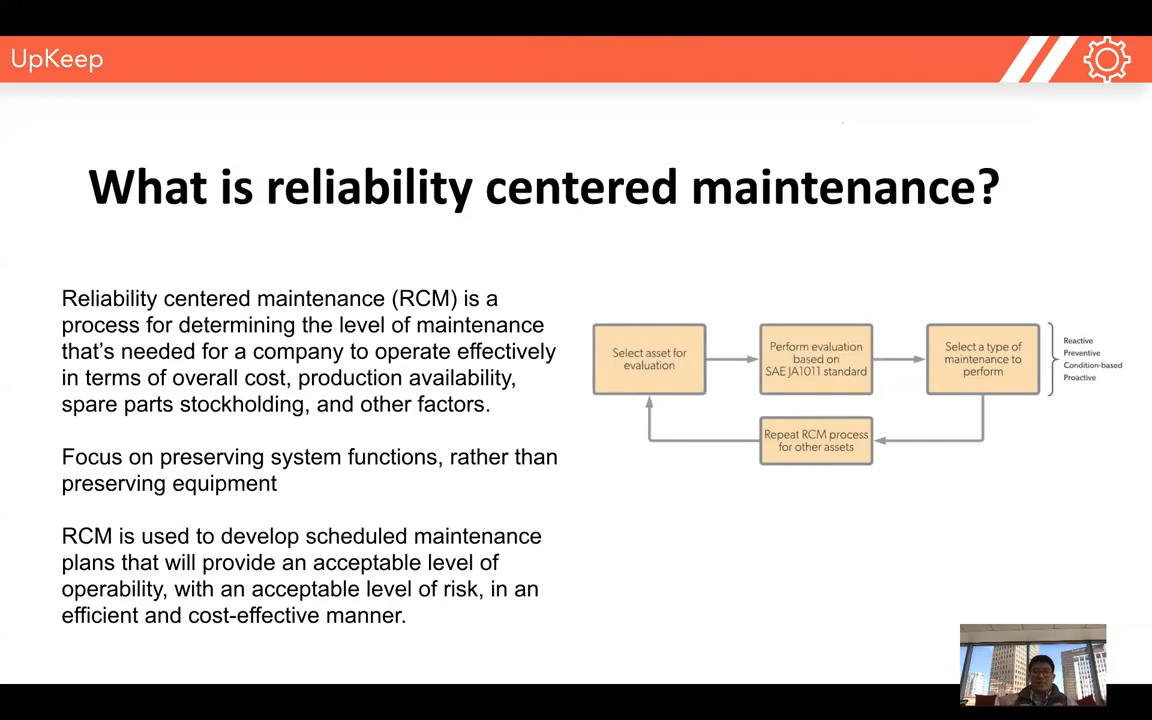 UpKeep
What is reliability centered maintenance?
Reliability centered maintenance (RCM) is a
process for determining the level of maintenance
that’s needed for a company to operate effectively
in terms of overall cost, production availability,
spare parts stockholding, and other factors.
Focus on preserving system functions, rather than
preserving equipment
RCM is used to develop scheduled maintenance
plans that will provide an acceptable level of
operability, with an acceptable level of risk, in an
efficient and cost-effective manner.
Select asset for
evaluation
Perform evaluation
based on
SAE JA1011 standard
Select a type of
maintenance to
perform
Reactive
Preventive
Condition-based
Proactive
Repeat RCM process
for other assets